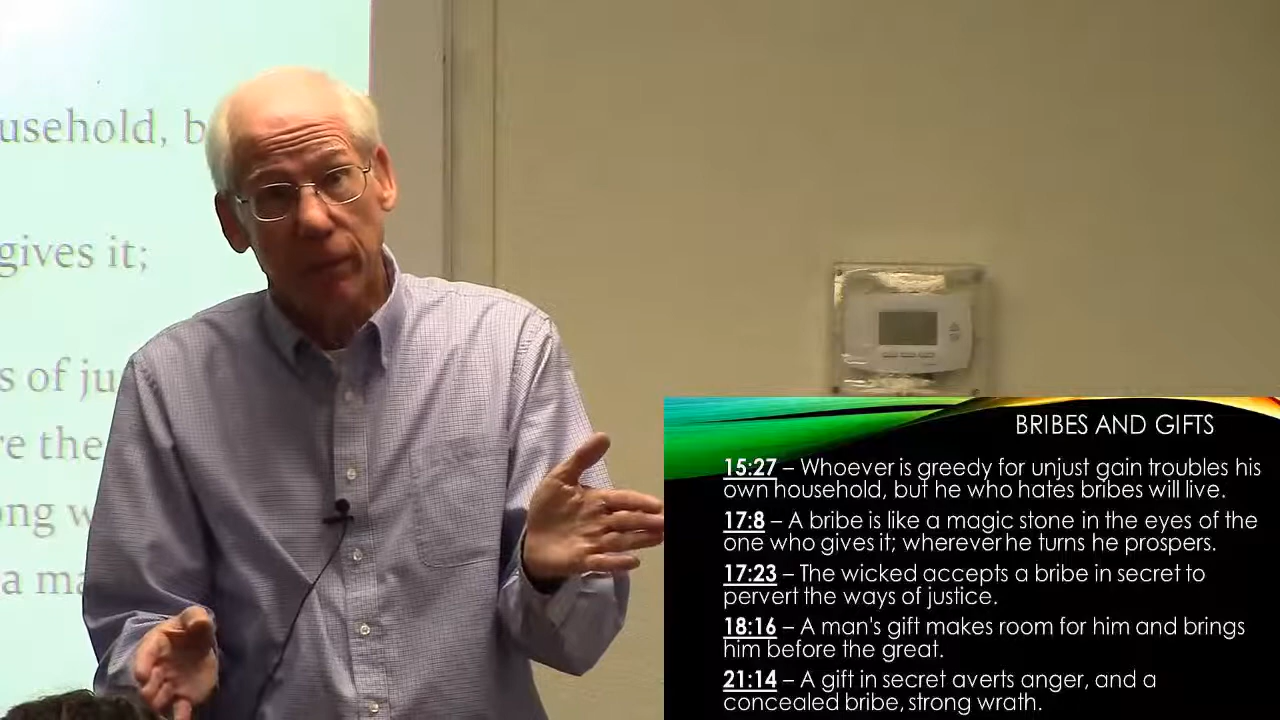 usehold, b
gives it;
s of ju
re the
ong w
a ma
BRIBES AND GIFTS
15:27 – Whoever is greedy for unjust gain troubles his
own household, but he who hates bribes will live.
17:8 – A bribe is like a magic stone in the eyes of the
one who gives it; wherever he turns he prospers.
17:23 – The wicked accepts a bribe in secret to
pervert the ways of justice.
18:16 – A man's gift makes room for him and brings
him before the great.
21:14 – A gift in secret averts anger, and a
concealed bribe, strong wrath.